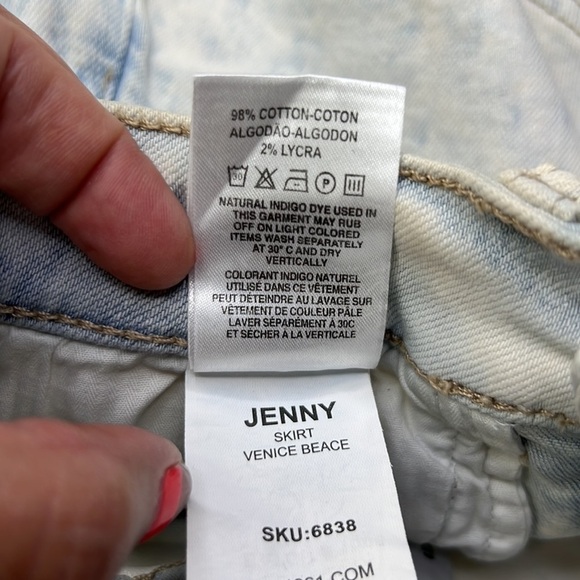 98% COTTON-COTON
ALGODÃO-ALGODON
2% LYCRA
30 P
NATURAL INDIGO DYE USED IN
THIS GARMENT MAY RUB
OFF ON LIGHT COLORED
ITEMS WASH SEPARATELY
AT 30° C AND DRY
VERTICALLY
COLORANT INDIGO NATUREL
UTILISÉ DANS CE VÊTEMENT
PEUT DÉTEINDRE AU LAVAGE SUR
VÊTEMENT DE COULEUR PÂLE
LAVER SÉPARÉMENT À 30C
ET SÉCHER À LA VERTICALE
JENNY
SKIRT
VENICE BEACE
SKU:6838
.COM